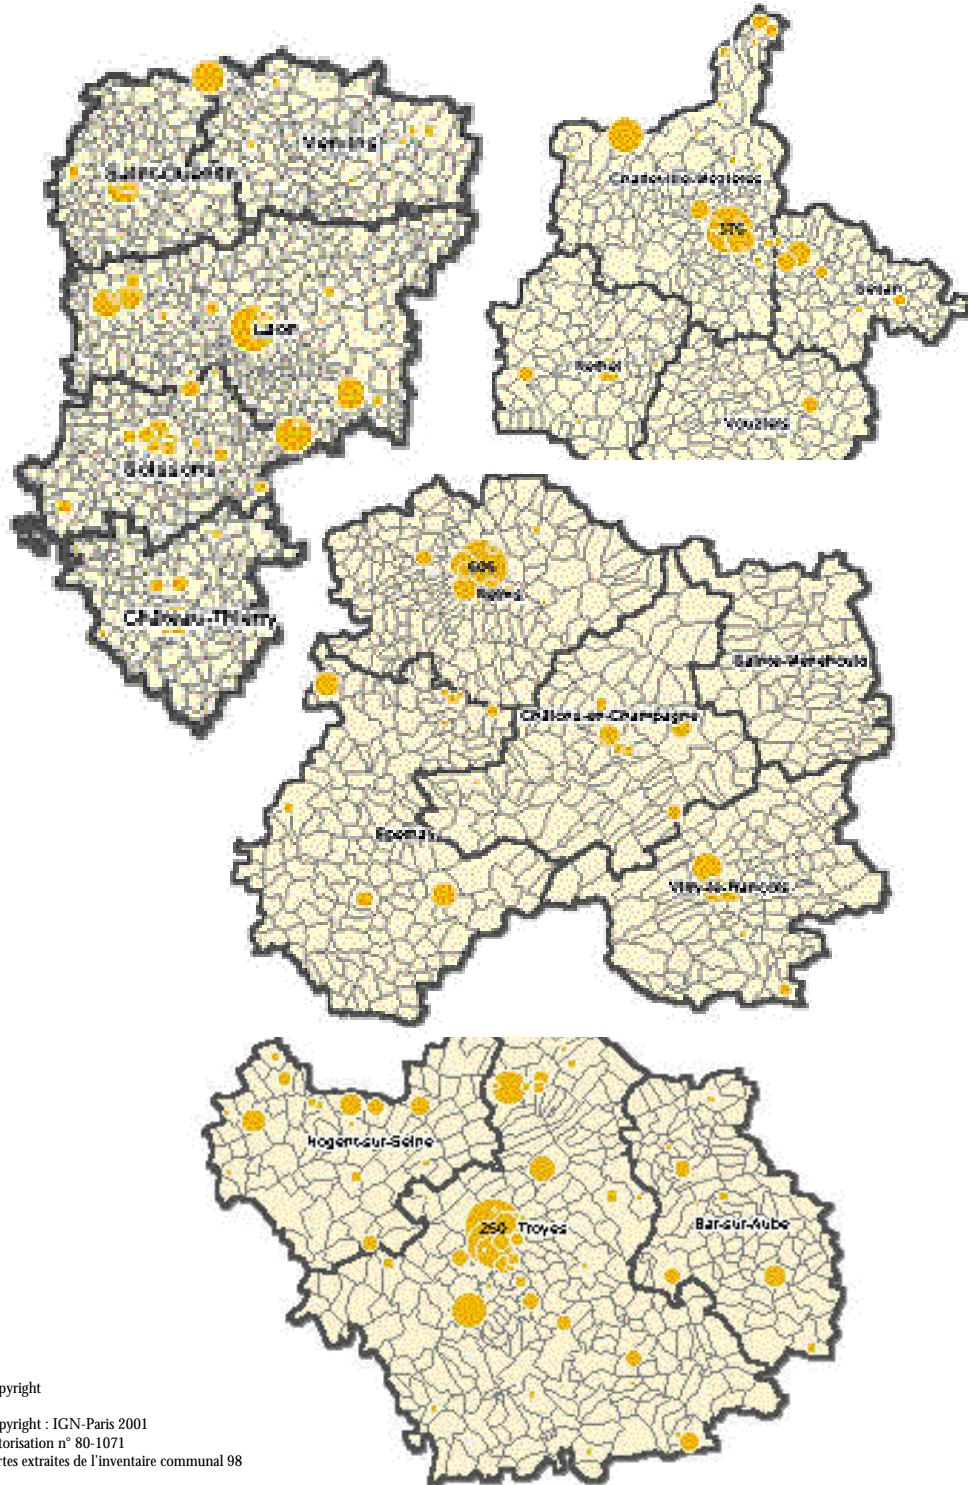 Vervins
Saint-Quentin
Charleville-Mézières
376
Laon
Sedan
Retel
Vouziers
Soissons
606
Reims
Château-Thierry
Sainte-Menehould
Châlons-en-Champagne
Epernay
Vitry-le-François
Nogent-sur-Seine
250 Troyes
Bar-sur-Aube
pyright
pyright : IGN-Paris 2001
torisation n° 80-1071
rtes extraites de l'inventaire communal 98